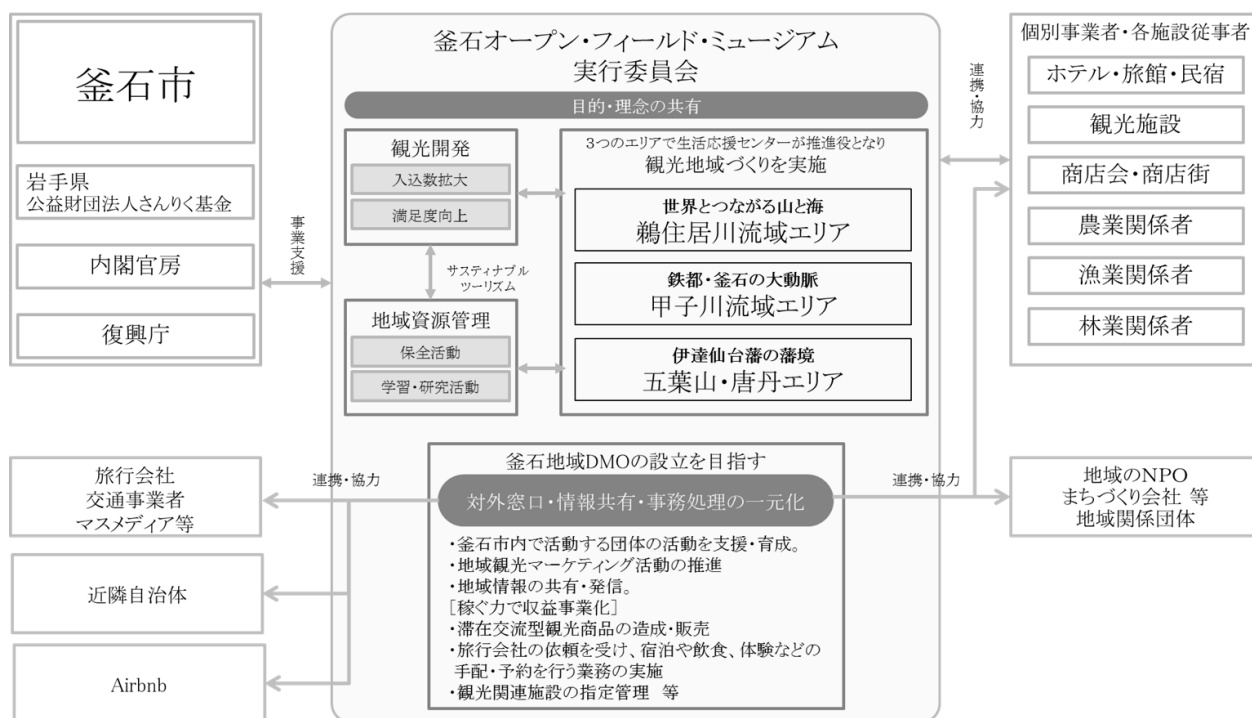 釜石市
岩手県
公益財団法人さんりく基金
内閣官房
復興庁
事業支援
釜石オープン・フィールド・ミュージアム
実行委員会
目的・理念の共有
観光開発
入込数拡大
満足度向上
サスティナブル
ツーリズム
地域資源管理
保全活動
学習・研究活動
3つのエリアで生活応援センターが推進役となり
観光地域づくりを実施
世界とつながる山と海
鵜住居川流域エリア
鉄都・釜石の大動脈
甲子川流域エリア
伊達仙台藩の藩境
五葉山・唐丹エリア
連携・協力
個別事業者・各施設従事者
ホテル・旅館・民宿
観光施設
商店会・商店街
農業関係者
漁業関係者
林業関係者
旅行会社
交通事業者
マスメディア等
近隣自治体
Airbnb
連携・協力
釜石地域DMOの設立を目指す
対外窓口・情報共有・事務処理の一元化
・釜石市内で活動する団体の活動を支援・育成。
・地域観光マーケティング活動の推進
・地域情報の共有・発信。
[稼ぐ力で収益事業化]
・滞在交流型観光商品の造成・販売
・旅行会社の依頼を受け、宿泊や飲食、体験などの
手配・予約を行う業務の実施
・観光関連施設の指定管理 等
連携・協力
地域のNPO
まちづくり会社 等
地域関係団体